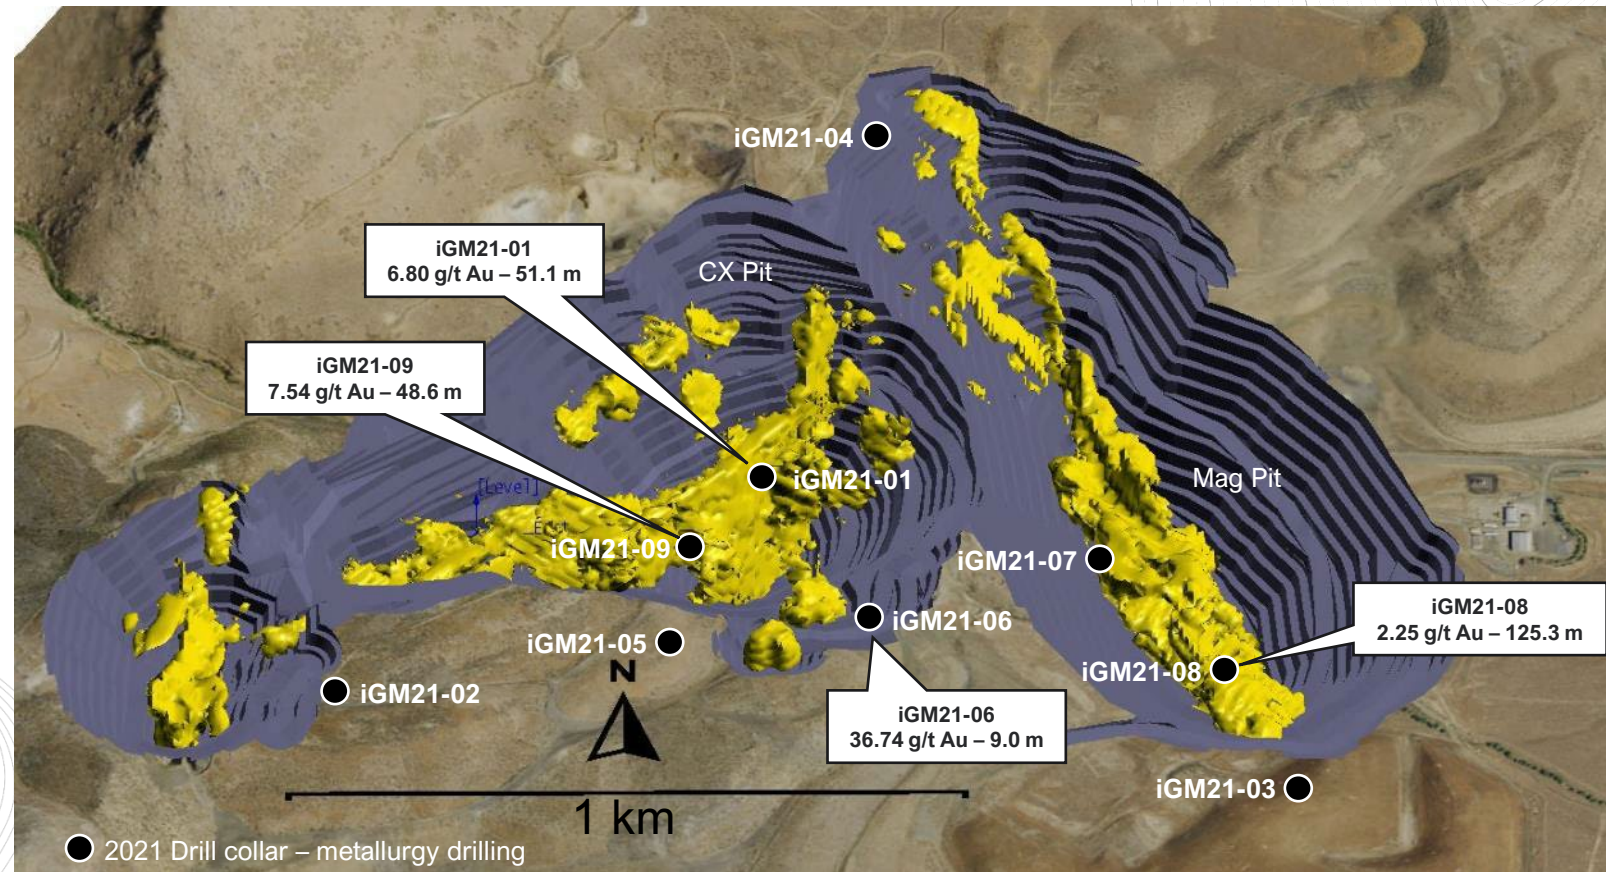 iGM21-04
iGM21-01
6.80 g/t Au – 51.1 m
CX Pit
iGM21-09
7.54 g/t Au – 48.6 m
iGM21-01
Mag Pit
[Level]
iGM21-09
iGM21-07
iGM21-08
2.25 g/t Au – 125.3 m
iGM21-06
iGM21-05
iGM21-08
N
iGM21-02
iGM21-06
36.74 g/t Au – 9.0 m
iGM21-03
1 km
2021 Drill collar – metallurgy drilling